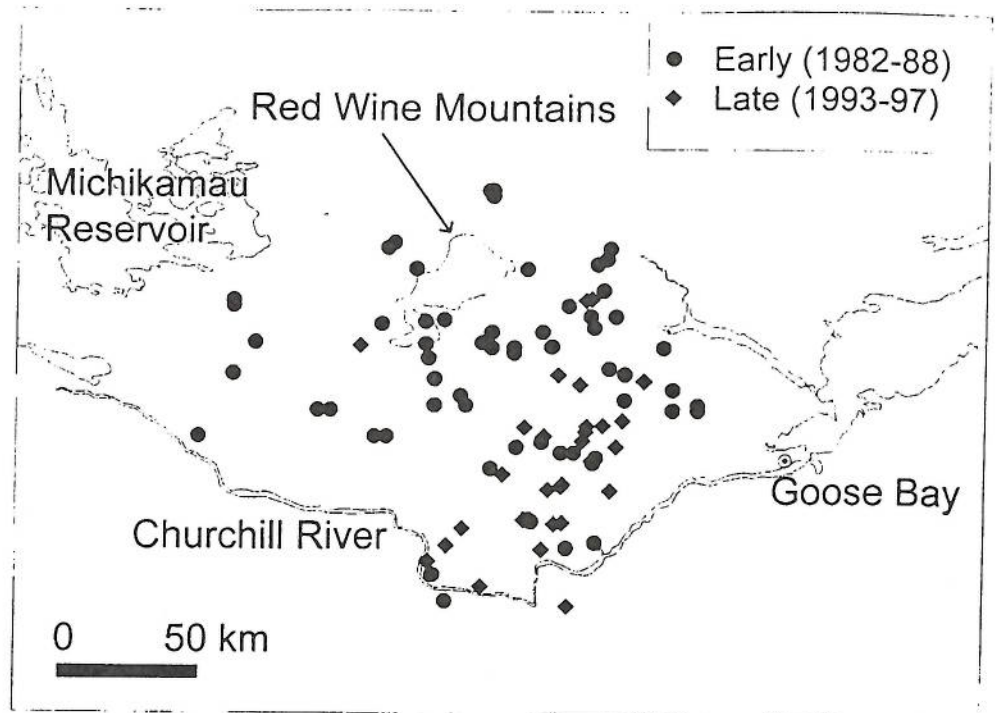 Early (1982-88)
Late (1993-97)
Red Wine Mountains
Michikamau
Reservoir
Goose Bay
Churchill River
0 50 km